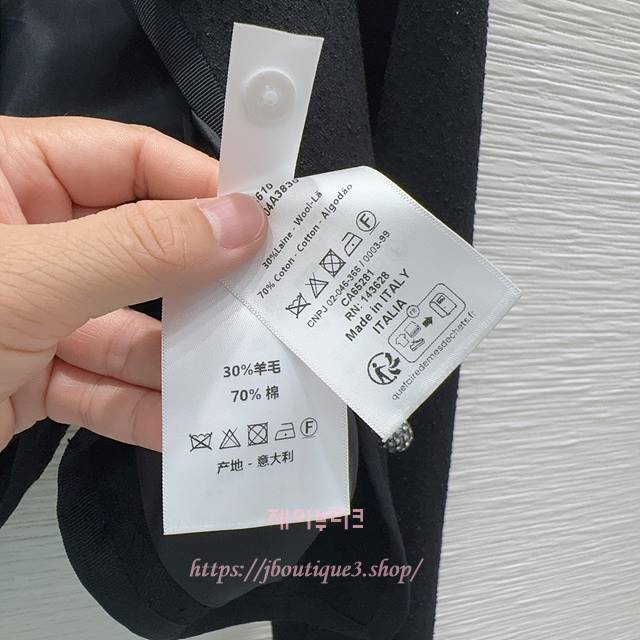 30%Laine - Wool-Lã
70% Coton - Cotton - Algodão
CNPJ 02-046-366 / 0003-99
CA65281
RN: 143628
Made in ITALY
ITALIA
FR
quefairedemesdechets.fr
30%羊毛
70% 棉
产地 - 意大利
제이부티크
https://jboutique3.shop/